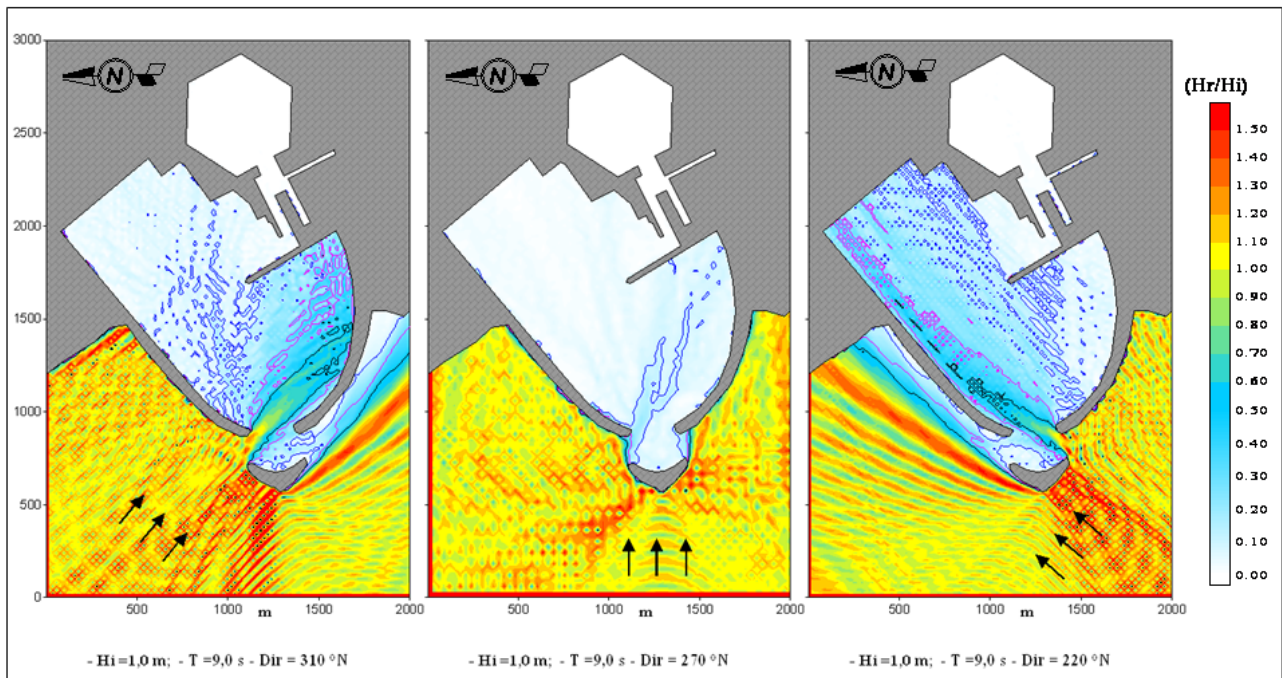 N
N
N
(Hr/Hi)
3000
2500
2000
1500
1000
500
0
1.50
1.40
1.30
1.20
1.10
1.00
0.90
0.80
0.70
0.60
0.50
0.40
0.30
0.20
0.10
0.00
500 1000 m 1500 2000
500 1000 m 1500 2000
500 1000 m 1500 2000
- Hi =1,0 m; - T =9,0 s - Dir = 310 °N
- Hi =1,0 m; - T =9,0 s - Dir = 270 °N
- Hi =1,0 m; - T =9,0 s - Dir = 220 °N